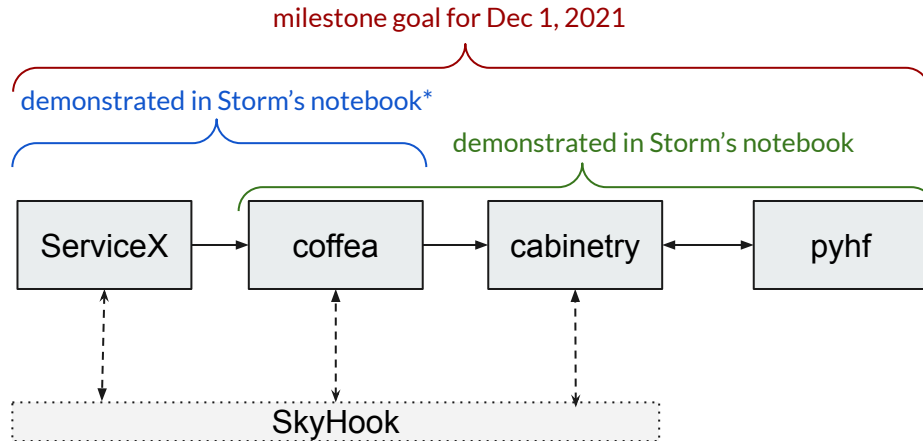 milestone goal for Dec 1, 2021
demonstrated in Storm’s notebook*
demonstrated in Storm’s notebook
ServiceX
coffea
cabinetry
pyhf
SkyHook